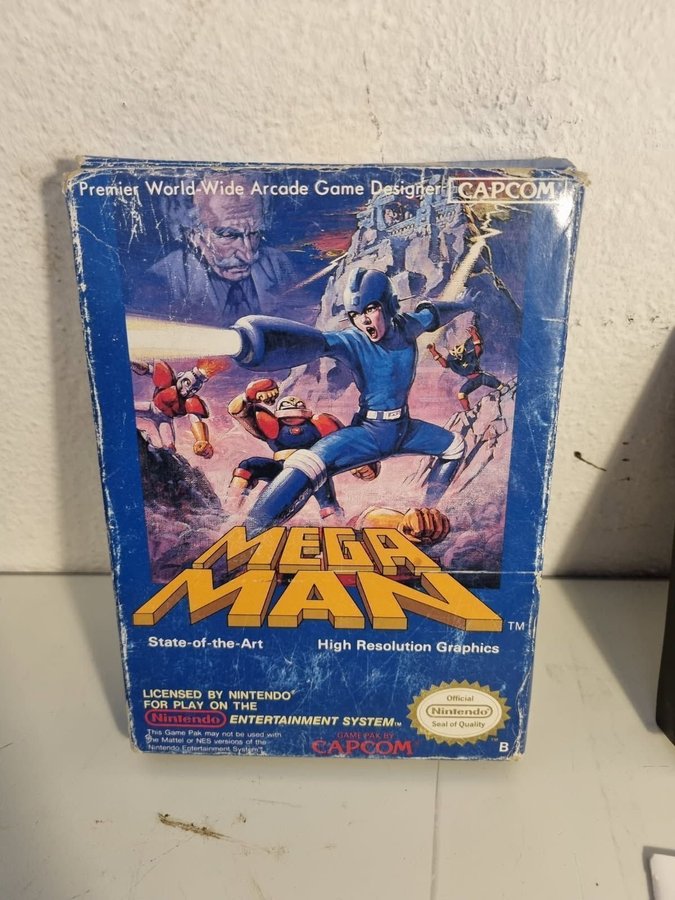 Premier World-Wide Arcade Game Designer CAPCOM
MEGA
MAN™
State-of-the-Art High Resolution Graphics
LICENSED BY NINTENDO®
FOR PLAY ON THE
Nintendo ENTERTAINMENT SYSTEM™
This Game Pak may not be used with
the Mattel or NES versions of the
Nintendo Entertainment System.
GAME PAK BY
CAPCOM
Official
Nintendo
Seal of Quality
™
B